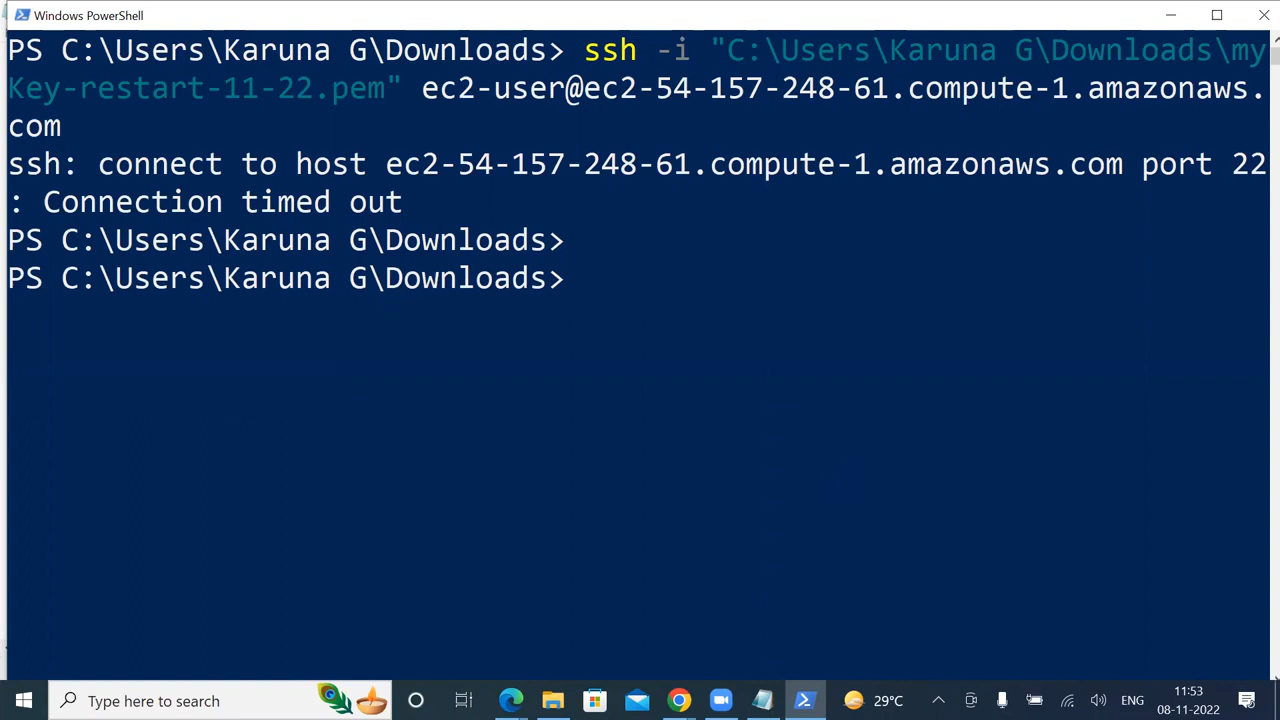 Windows PowerShell
PS C:\Users\Karuna G\Downloads> ssh -i "C:\Users\Karuna G\Downloads\my
Key-restart-11-22.pem" ec2-user@ec2-54-157-248-61.compute-1.amazonaws.
com
ssh: connect to host ec2-54-157-248-61.compute-1.amazonaws.com port 22
: Connection timed out
PS C:\Users\Karuna G\Downloads>
PS C:\Users\Karuna G\Downloads>
Type here to search
29°C
ENG
11:53
08-11-2022